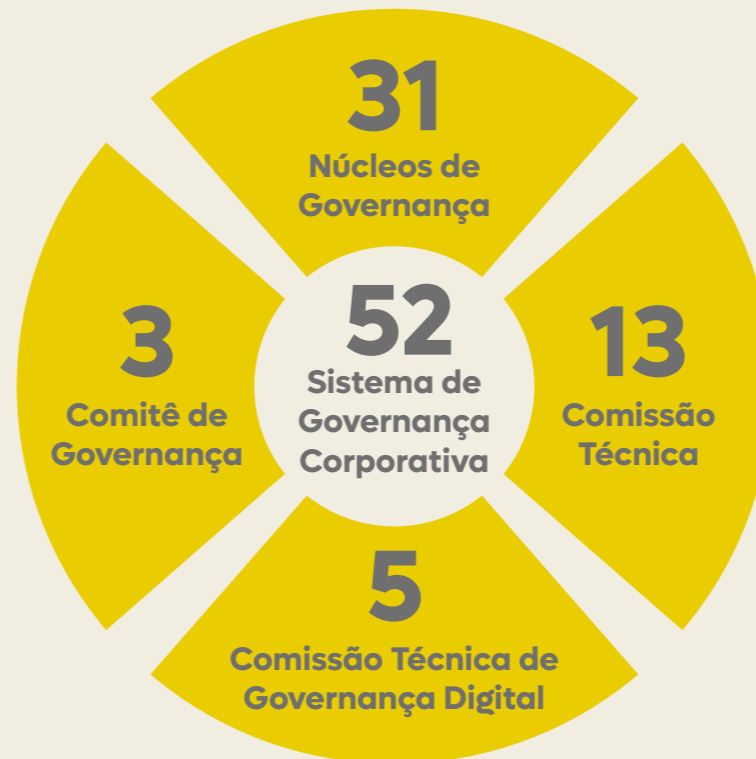 31
Núcleos de
Governança
3
Comitê de
Governança
52
Sistema de
Governança
Corporativa
13
Comissão
Técnica
5
Comissão Técnica de
Governança Digital